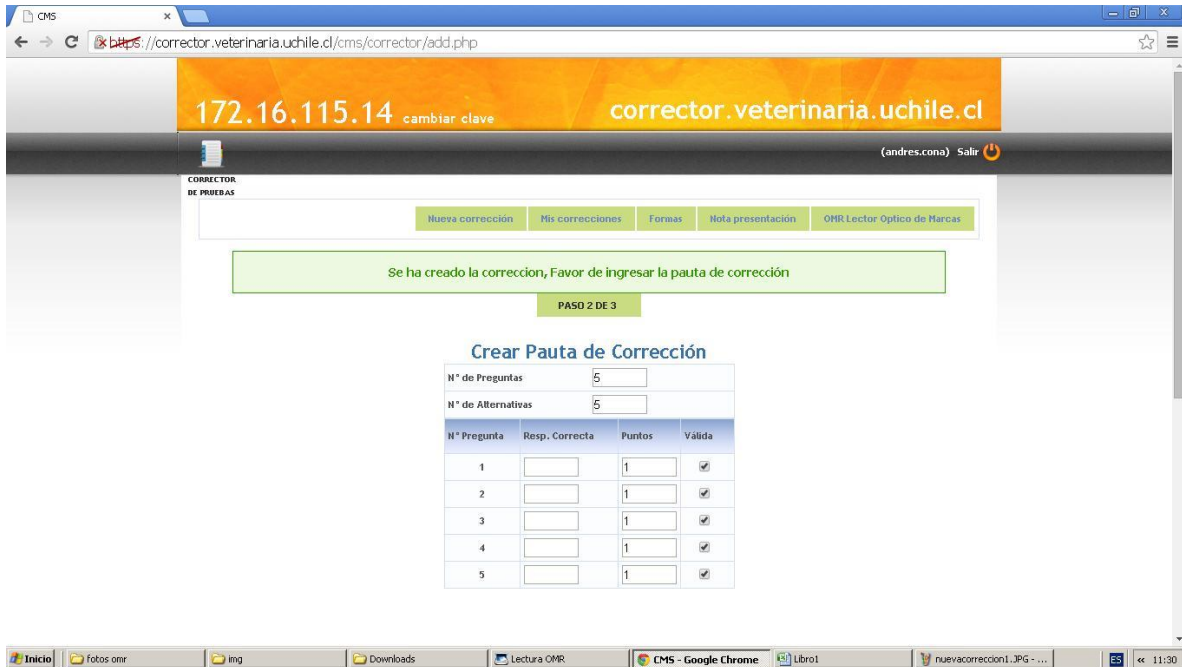 CMS
https://corrector.veterinaria.uchile.cl/cms/corrector/add.php
172.16.115.14 cambiar clave corrector.veterinaria.uchile.cl
(andres.cona) Salir
CORRECTOR
DE PRUEBAS
Nueva corrección Mis correcciones Formas Nota presentación OMR Lector Optico de Marcas
Se ha creado la correccion, Favor de ingresar la pauta de corrección
PASO 2 DE 3
Crear Pauta de Corrección
N° de Preguntas 5
N° de Alternativas 5
N° Pregunta Resp. Correcta Puntos Válida
1 1
2 1
3 1
4 1
5 1
Inicio fotos omr img Downloads Lectura OMR CMS - Google Chrome Libro1 nuevacorreccion1.JPG - ... ES « 11:30